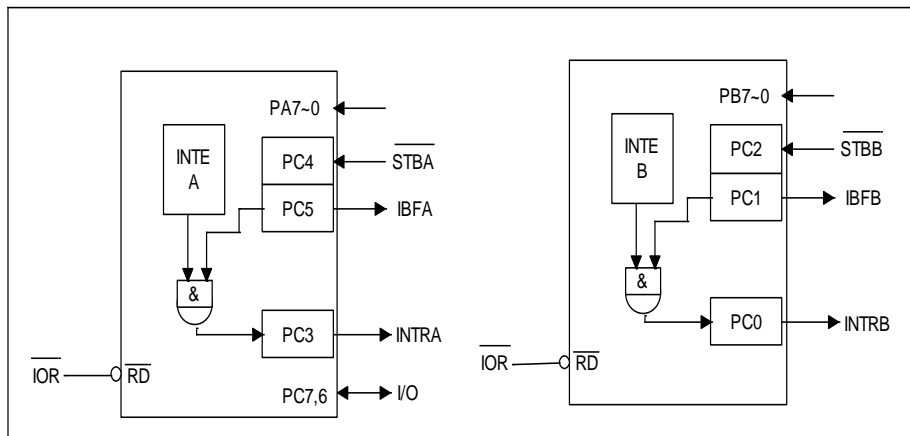 PA7~0
INTE
A
PC4
STBA
PC5
IBFA
&
PC3
INTRA
IOR
RD
PC7,6
I/O
PB7~0
INTE
B
PC2
STBB
PC1
IBFB
&
PC0
INTRB
IOR
RD